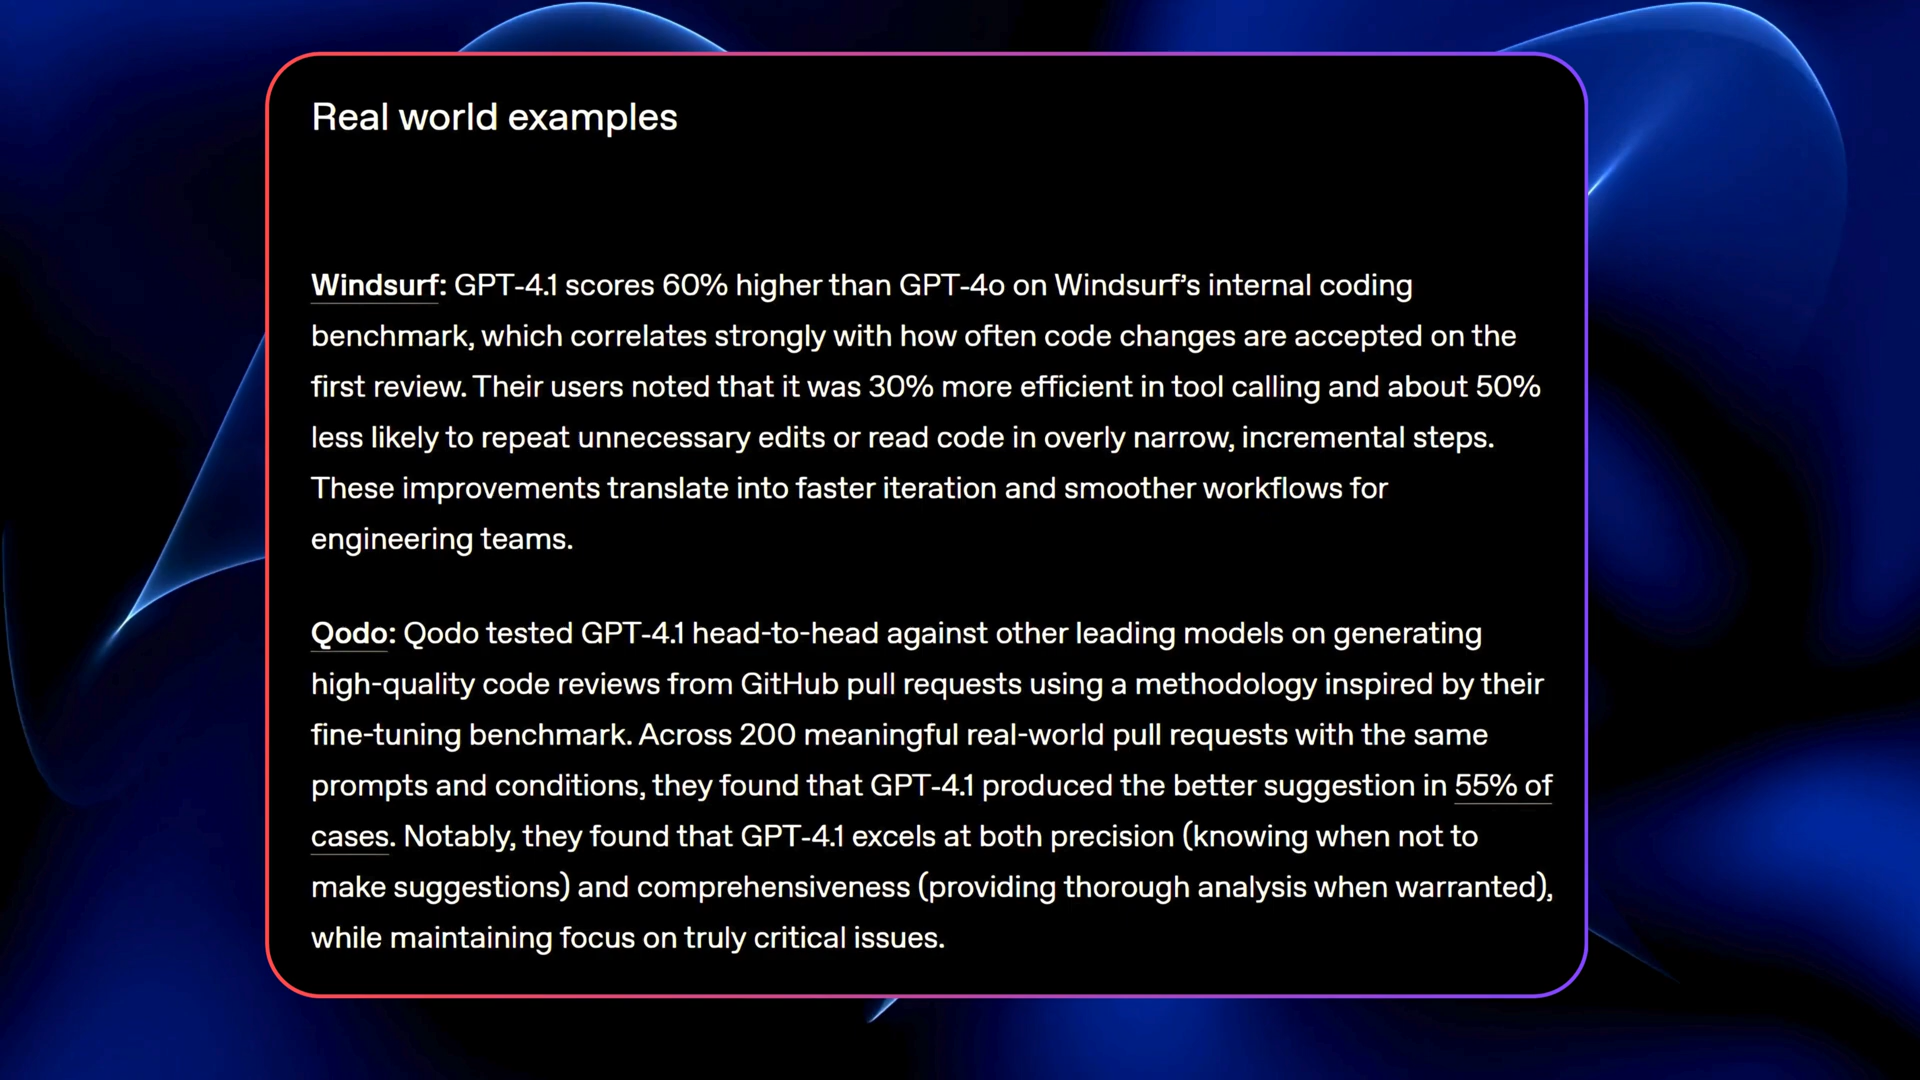 Real world examples
Windsurf: GPT-4.1 scores 60% higher than GPT-4o on Windsurf’s internal coding
benchmark, which correlates strongly with how often code changes are accepted on the
first review. Their users noted that it was 30% more efficient in tool calling and about 50%
less likely to repeat unnecessary edits or read code in overly narrow, incremental steps.
These improvements translate into faster iteration and smoother workflows for
engineering teams.
Qodo: Qodo tested GPT-4.1 head-to-head against other leading models on generating
high-quality code reviews from GitHub pull requests using a methodology inspired by their
fine-tuning benchmark. Across 200 meaningful real-world pull requests with the same
prompts and conditions, they found that GPT-4.1 produced the better suggestion in 55% of
cases. Notably, they found that GPT-4.1 excels at both precision (knowing when not to
make suggestions) and comprehensiveness (providing thorough analysis when warranted),
while maintaining focus on truly critical issues.